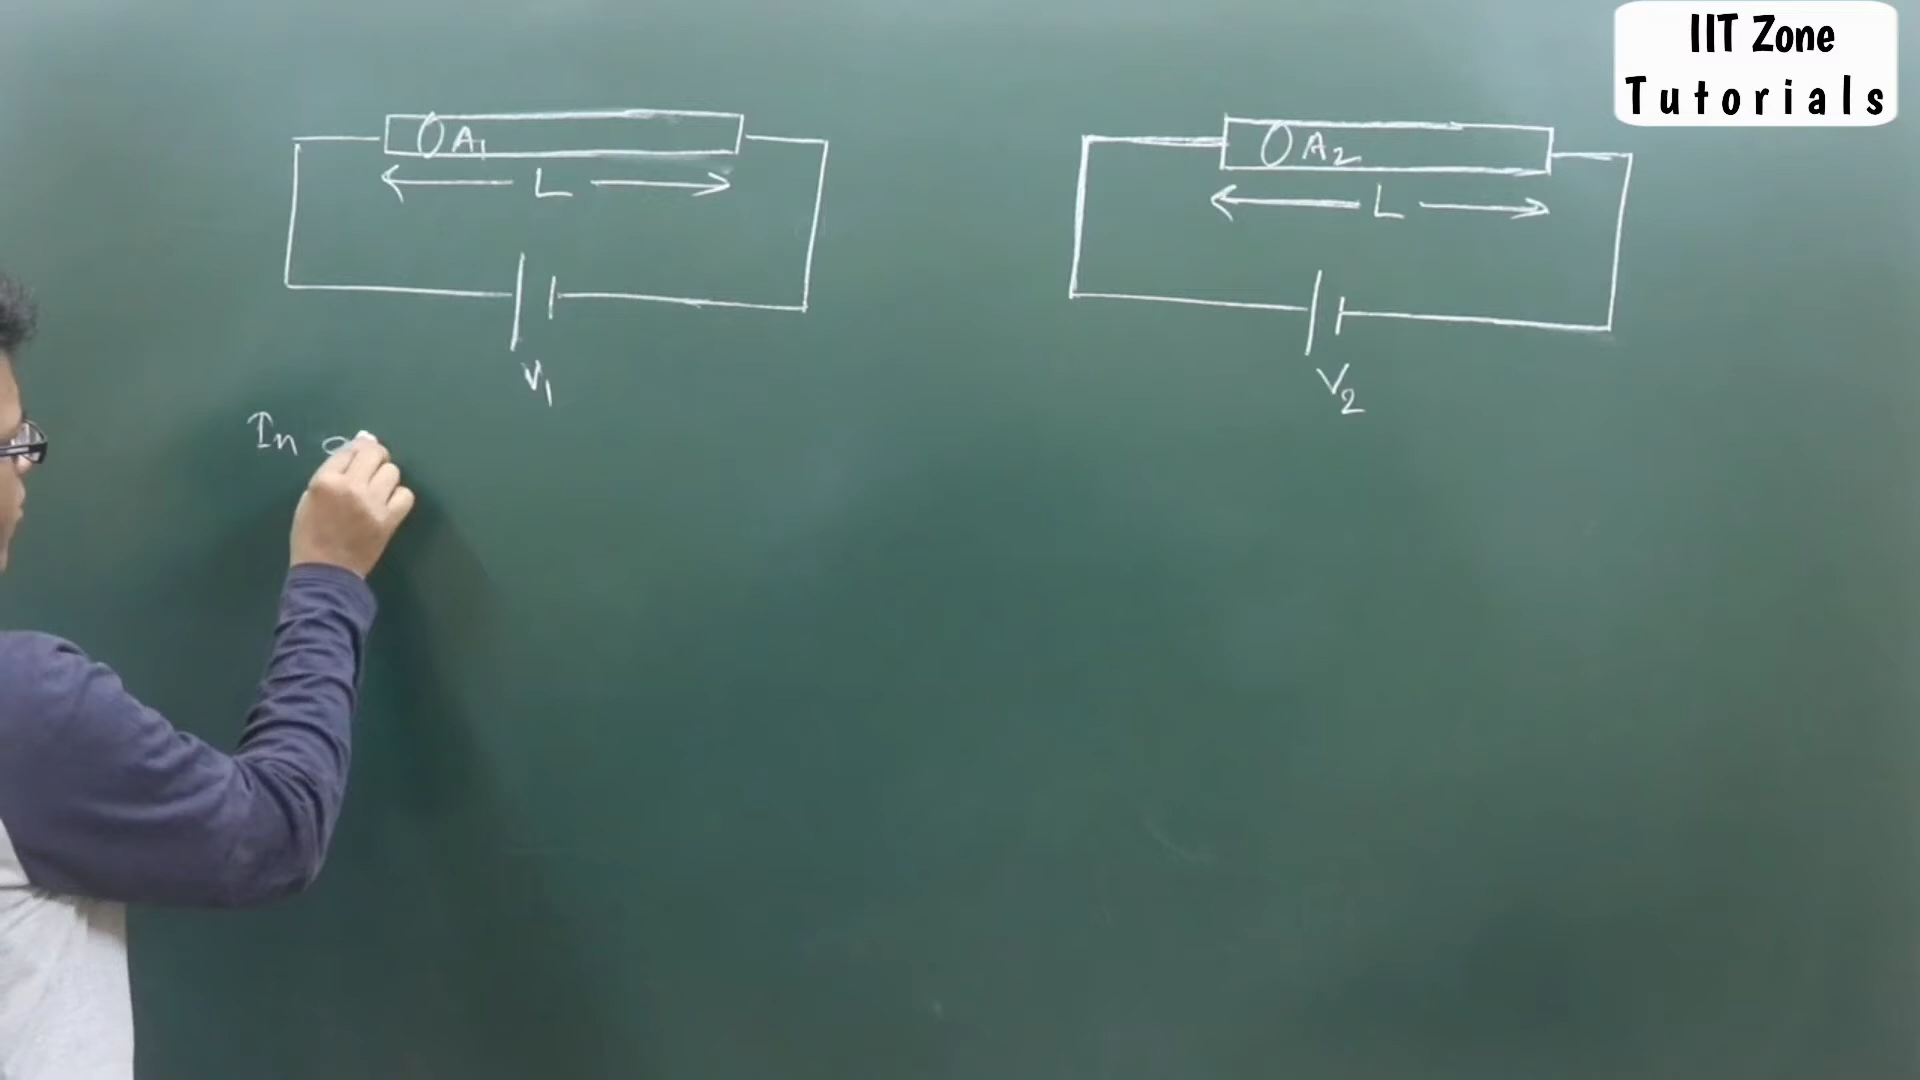 IIT Zone
Tutorials
A1
L
V1
A2
L
V2
In